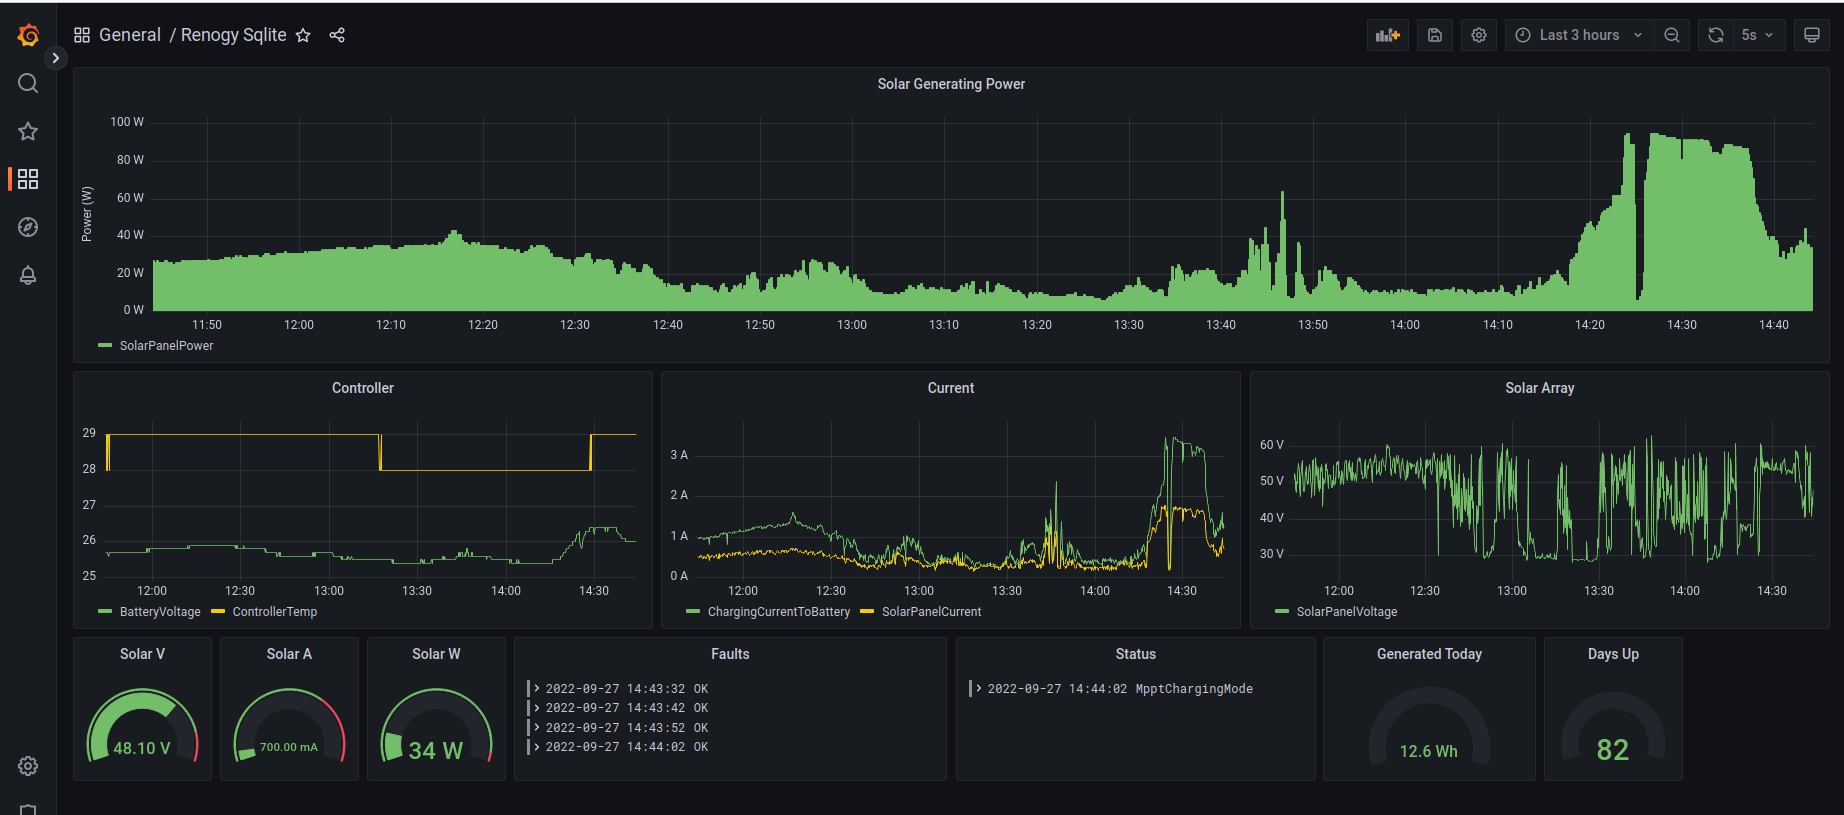 General / Renogy Sqlite
Last 3 hours
5s
Solar Generating Power
Power (W)
100 W
80 W
60 W
40 W
20 W
0 W
11:50 12:00 12:10 12:20 12:30 12:40 12:50 13:00 13:10 13:20 13:30 13:40 13:50 14:00 14:10 14:20 14:30 14:40
SolarPanelPower
Controller
29
28
27
26
25
12:00 12:30 13:00 13:30 14:00 14:30
BatteryVoltage ControllerTemp
Current
3 A
2 A
1 A
0 A
12:00 12:30 13:00 13:30 14:00 14:30
ChargingCurrentToBattery SolarPanelCurrent
Solar Array
60 V
50 V
40 V
30 V
12:00 12:30 13:00 13:30 14:00 14:30
SolarPanelVoltage
Solar V
48.10 V
Solar A
700.00 mA
Solar W
34 W
Faults
2022-09-27 14:43:32 OK
2022-09-27 14:43:42 OK
2022-09-27 14:43:52 OK
2022-09-27 14:44:02 OK
Status
2022-09-27 14:44:02 MpptChargingMode
Generated Today
12.6 Wh
Days Up
82